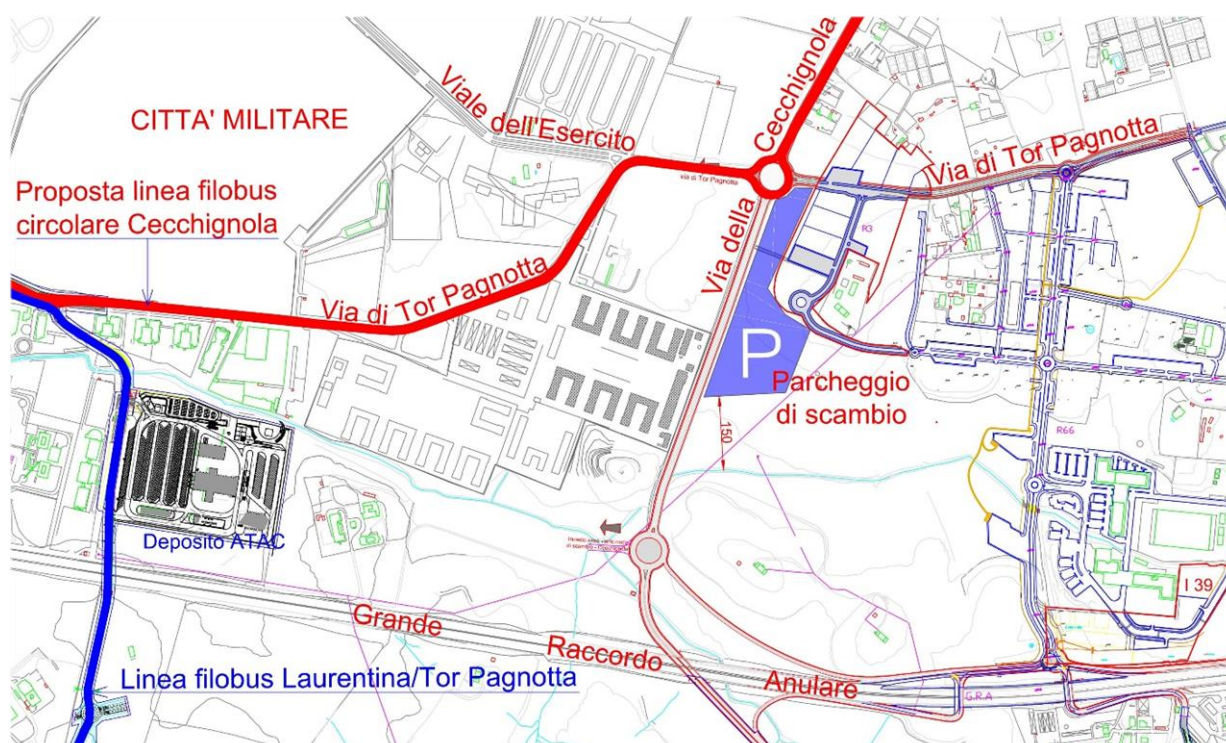 CITTA' MILITARE
Viale dell'Esercito
Cecchignola
Via della
Via di Tor Pagnotta
via di Tor Pagnotta
Proposta linea filobus
circolare Cecchignola
R3
Via di Tor Pagnotta
P
Parcheggio
di scambio
150
R66
Deposito ATAC
I 39
Grande
Raccordo
Anulare
G.R.A
Linea filobus Laurentina/Tor Pagnotta